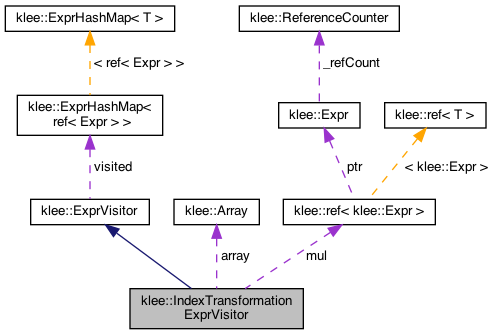 klee::ExprHashMap< T >
klee::ReferenceCounter
< ref< Expr > >
_refCount
klee::ExprHashMap<
ref< Expr > >
klee::Expr
klee::ref< T >
visited
ptr
< klee::Expr >
klee::ExprVisitor
klee::Array
klee::ref< klee::Expr >
array
mul
klee::IndexTransformation
ExprVisitor